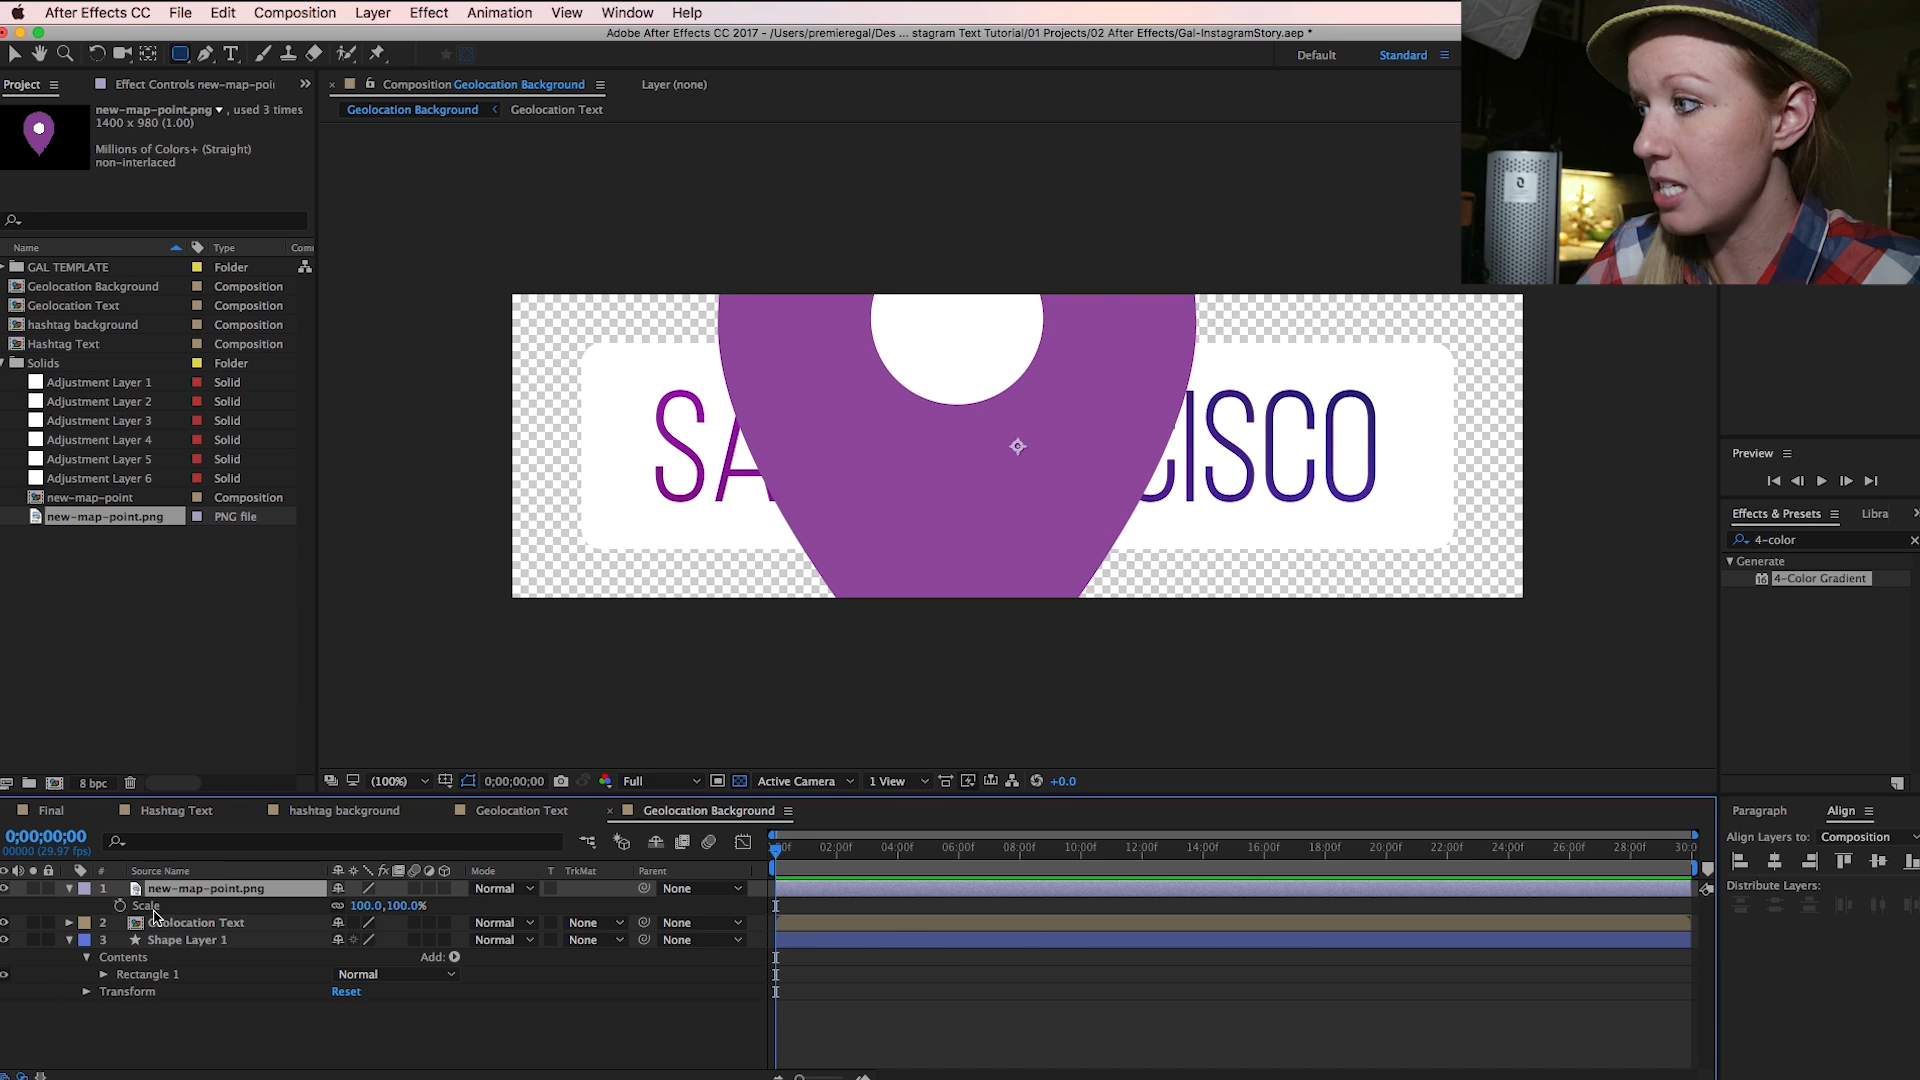 After Effects CC File Edit Composition Layer Effect Animation View Window Help
Adobe After Effects CC 2017 - /Users/premieregal/Des ... stagram Text Tutorial/01 Projects/02 After Effects/Gal-InstagramStory.aep *
Default Standard
Project Effect Controls new-map-poi
Composition Geolocation Background Layer (none)
Geolocation Background Geolocation Text
new-map-point.png , used 3 times
1400 x 980 (1.00)
Millions of Colors+ (Straight)
non-interlaced
Name Type Com
GAL TEMPLATE Folder
Geolocation Background Composition
Geolocation Text Composition
hashtag background Composition
Hashtag Text Composition
Solids Folder
Adjustment Layer 1 Solid
Adjustment Layer 2 Solid
Adjustment Layer 3 Solid
Adjustment Layer 4 Solid
Adjustment Layer 5 Solid
Adjustment Layer 6 Solid
new-map-point Composition
new-map-point.png PNG file
SA CISCO
Preview
Effects & Presets Libra
4-color
Generate
4-Color Gradient
8 bpc
(100%) 0;00;00;00 Full Active Camera 1 View +0.0
Final Hashtag Text hashtag background Geolocation Text Geolocation Background
0;00;00;00
00000 (29.97 fps)
:00f 02:00f 04:00f 06:00f 08:00f 10:00f 12:00f 14:00f 16:00f 18:00f 20:00f 22:00f 24:00f 26:00f 28:00f 30:0
# Source Name Mode T TrkMat Parent
1 new-map-point.png Normal None
Scale 100.0,100.0%
2 Geolocation Text Normal None None
3 Shape Layer 1 Normal None None
Contents Add:
Rectangle 1 Normal
Transform Reset
Paragraph Align
Align Layers to: Composition
Distribute Layers: